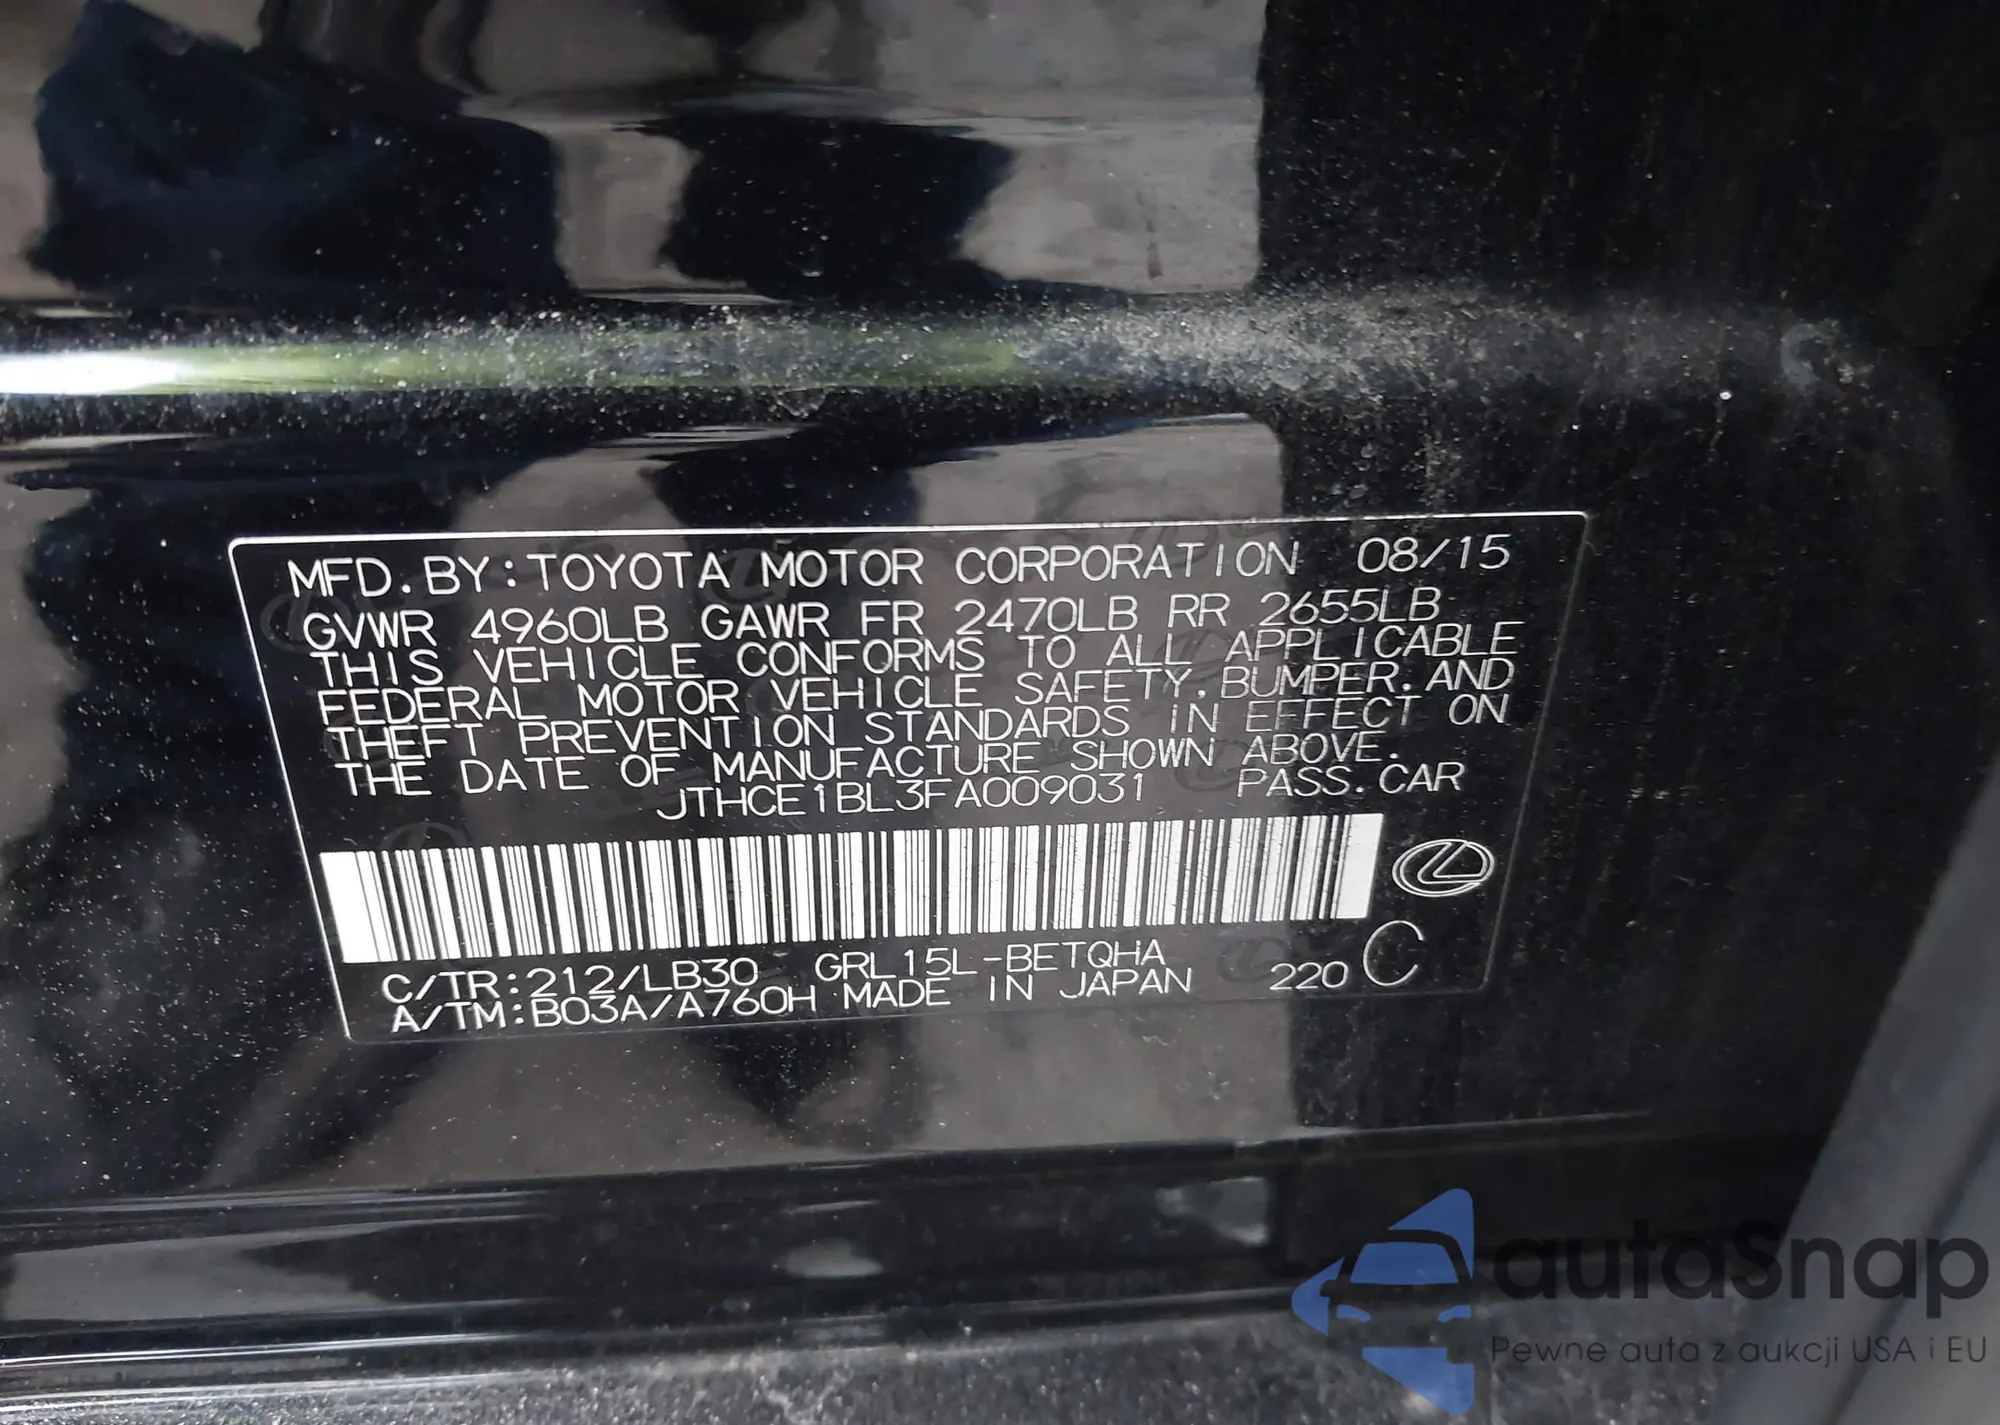 MFD.BY:TOYOTA MOTOR CORPORATION 08/15
GVWR 4960LB GAWR FR 2470LB RR 2655LB
THIS VEHICLE CONFORMS TO ALL APPLICABLE
FEDERAL MOTOR VEHICLE SAFETY,BUMPER,AND
THEFT PREVENTION STANDARDS IN EFFECT ON
THE DATE OF MANUFACTURE SHOWN ABOVE.
JTHCE1BL3FA009031 PASS.CAR
C/TR:212/LB30 GRL15L-BETQHA
A/TM:B03A/A760H MADE IN JAPAN 220 C
autaSnap
Pewne auta z aukcji USA i EU